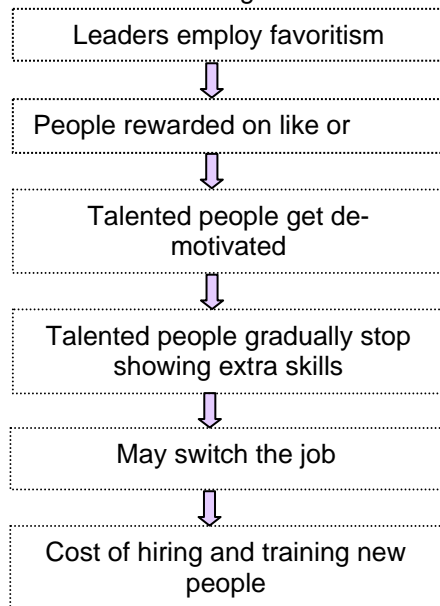 Leaders employ favoritism
People rewarded on like or
Talented people get de-
motivated
Talented people gradually stop
showing extra skills
May switch the job
Cost of hiring and training new
people